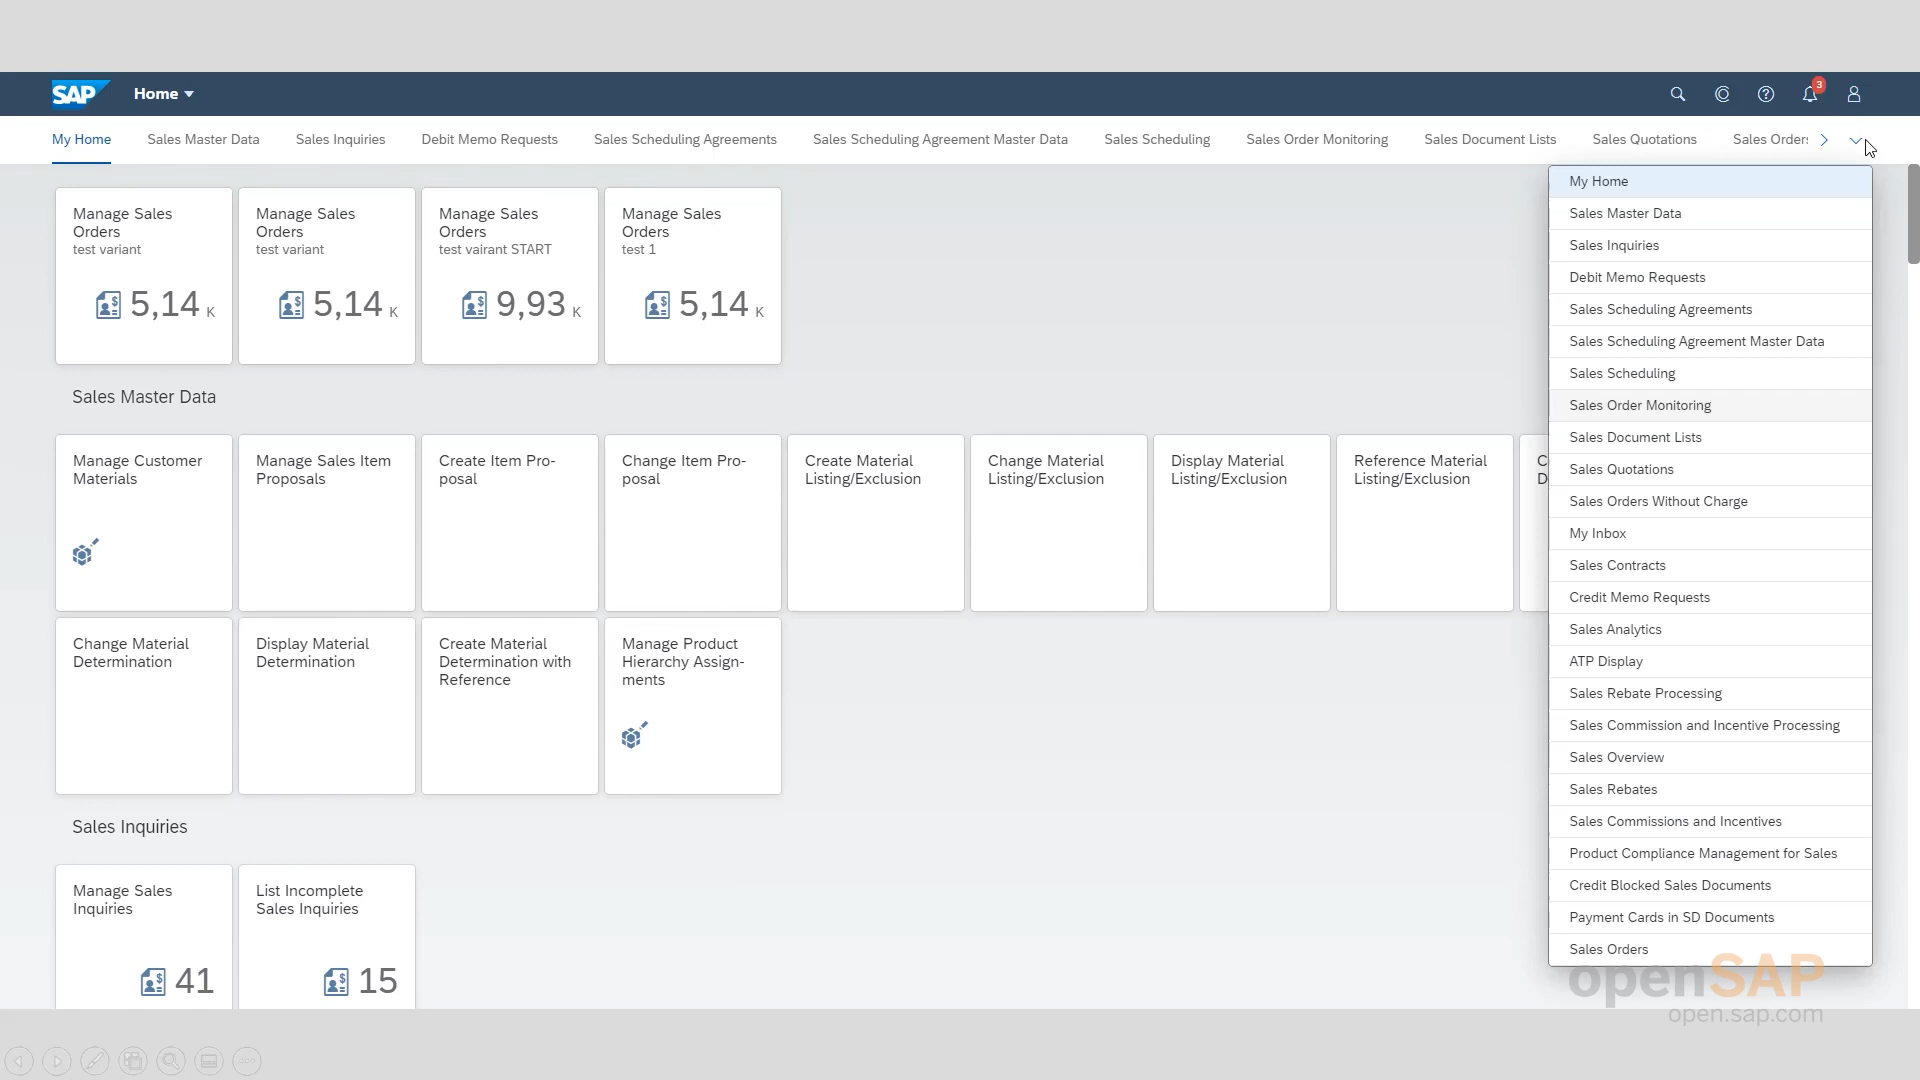 SAP Home 3
My Home Sales Master Data Sales Inquiries Debit Memo Requests Sales Scheduling Agreements Sales Scheduling Agreement Master Data Sales Scheduling Sales Order Monitoring Sales Document Lists Sales Quotations Sales Orders
Manage Sales
Orders
test variant
5,14 K
Manage Sales
Orders
test variant
5,14 K
Manage Sales
Orders
test vairant START
9,93 K
Manage Sales
Orders
test 1
5,14 K
Sales Master Data
Manage Customer
Materials
Manage Sales Item
Proposals
Create Item Pro-
posal
Change Item Pro-
posal
Create Material
Listing/Exclusion
Change Material
Listing/Exclusion
Display Material
Listing/Exclusion
Reference Material
Listing/Exclusion
C
D
Change Material
Determination
Display Material
Determination
Create Material
Determination with
Reference
Manage Product
Hierarchy Assign-
ments
Sales Inquiries
Manage Sales
Inquiries
41
List Incomplete
Sales Inquiries
15
My Home
Sales Master Data
Sales Inquiries
Debit Memo Requests
Sales Scheduling Agreements
Sales Scheduling Agreement Master Data
Sales Scheduling
Sales Order Monitoring
Sales Document Lists
Sales Quotations
Sales Orders Without Charge
My Inbox
Sales Contracts
Credit Memo Requests
Sales Analytics
ATP Display
Sales Rebate Processing
Sales Commission and Incentive Processing
Sales Overview
Sales Rebates
Sales Commissions and Incentives
Product Compliance Management for Sales
Credit Blocked Sales Documents
Payment Cards in SD Documents
Sales Orders
openSAP
open.sap.com